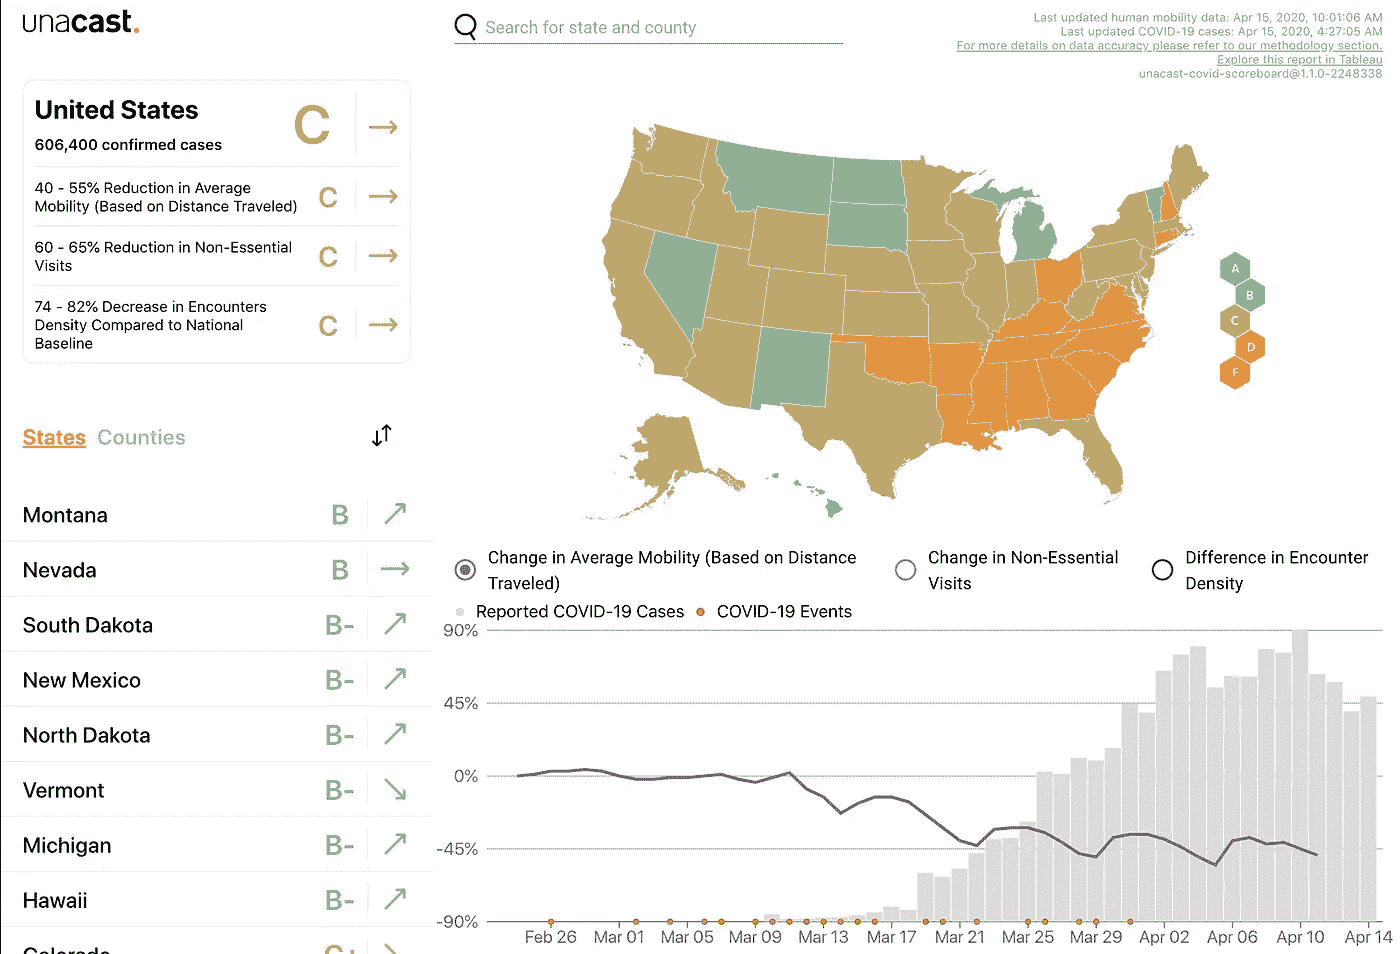 unacast.
Search for state and county
Last updated human mobility data: Apr 15, 2020, 10:01:06 AM
Last updated COVID-19 cases: Apr 15, 2020, 4:27:05 AM
For more details on data accuracy please refer to our methodology section.
Explore this report in Tableau
unacast-covid-scoreboard@1.1.0-2248338
United States
606,400 confirmed cases
C
40 - 55% Reduction in Average
Mobility (Based on Distance Traveled)
C
60 - 65% Reduction in Non-Essential
Visits
C
74 - 82% Decrease in Encounters
Density Compared to National
Baseline
C
A
B
C
D
F
States Counties
Montana B
Nevada B
South Dakota B-
New Mexico B-
North Dakota B-
Vermont B-
Michigan B-
Hawaii B-
Colorado C+
Change in Average Mobility (Based on Distance
Traveled)
Change in Non-Essential
Visits
Difference in Encounter
Density
Reported COVID-19 Cases COVID-19 Events
90%
45%
0%
-45%
-90%
Feb 26 Mar 01 Mar 05 Mar 09 Mar 13 Mar 17 Mar 21 Mar 25 Mar 29 Apr 02 Apr 06 Apr 10 Apr 14